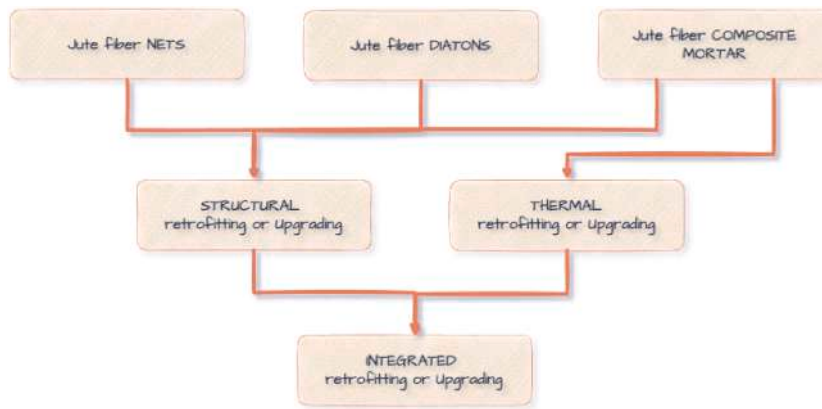 Jute fiber NETS
Jute fiber DIATONS
Jute fiber COMPOSITE
MORTAR
STRUCTURAL
retrofitting or Upgrading
THERMAL
retrofitting or Upgrading
INTEGRATED
retrofitting or Upgrading